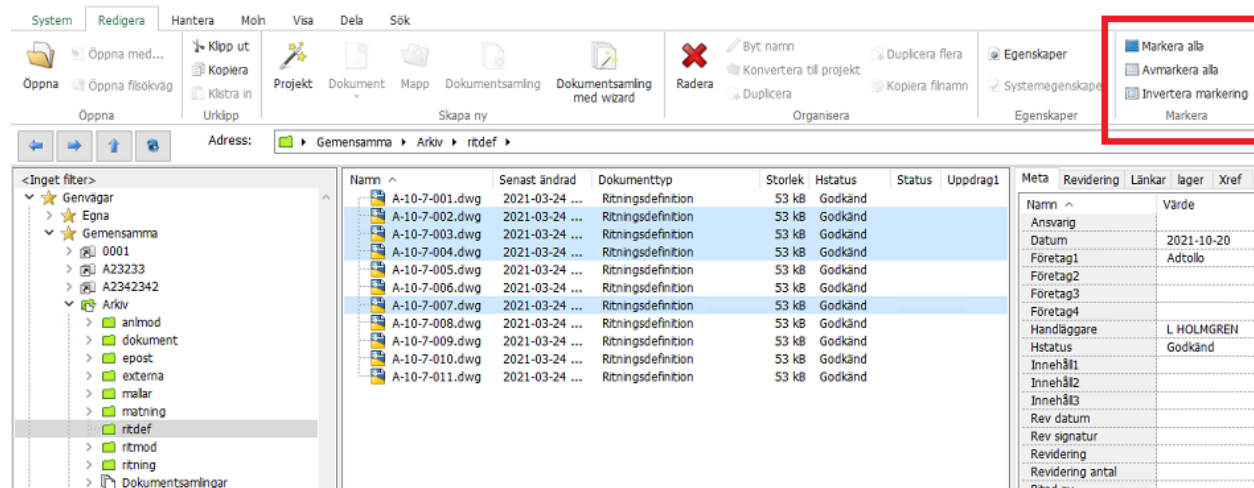 System Redigera Hantera Moln Visa Dela Sök
Öppna
Öppna med...
Öppna filsökväg
Öppna
Klipp ut
Kopiera
Klistra in
Urklipp
Projekt
Dokument
Mapp
Dokumentsamling
Dokumentsamling
med wizard
Skapa ny
Radera
Byt namn
Konvertera till projekt
Duplicera
Duplicera flera
Kopiera filnamn
Organisera
Egenskaper
Systemegenskape
Egenskaper
Markera alla
Avmarkera alla
Invertera markering
Markera
Adress: Gemensamma Arkiv ritdef
<Inget filter>
Genvägar
Egna
Gemensamma
0001
A23233
A2342342
Arkiv
anlmod
dokument
epost
externa
mallar
matning
ritdef
ritmod
ritning
Dokumentsamlingar
Namn Senast ändrad Dokumenttyp Storlek Hstatus Status Uppdrag1
A-10-7-001.dwg 2021-03-24 ... Ritningsdefinition 53 kB Godkänd
A-10-7-002.dwg 2021-03-24 ... Ritningsdefinition 53 kB Godkänd
A-10-7-003.dwg 2021-03-24 ... Ritningsdefinition 53 kB Godkänd
A-10-7-004.dwg 2021-03-24 ... Ritningsdefinition 53 kB Godkänd
A-10-7-005.dwg 2021-03-24 ... Ritningsdefinition 53 kB Godkänd
A-10-7-006.dwg 2021-03-24 ... Ritningsdefinition 53 kB Godkänd
A-10-7-007.dwg 2021-03-24 ... Ritningsdefinition 53 kB Godkänd
A-10-7-008.dwg 2021-03-24 ... Ritningsdefinition 53 kB Godkänd
A-10-7-009.dwg 2021-03-24 ... Ritningsdefinition 53 kB Godkänd
A-10-7-010.dwg 2021-03-24 ... Ritningsdefinition 53 kB Godkänd
A-10-7-011.dwg 2021-03-24 ... Ritningsdefinition 53 kB Godkänd
Meta Revidering Länkar lager Xref
Namn Värde
Ansvarig
Datum 2021-10-20
Företag1 Adtollo
Företag2
Företag3
Företag4
Handläggare L HOLMGREN
Hstatus Godkänd
Innehåll1
Innehåll2
Innehåll3
Rev datum
Rev signatur
Revidering
Revidering antal